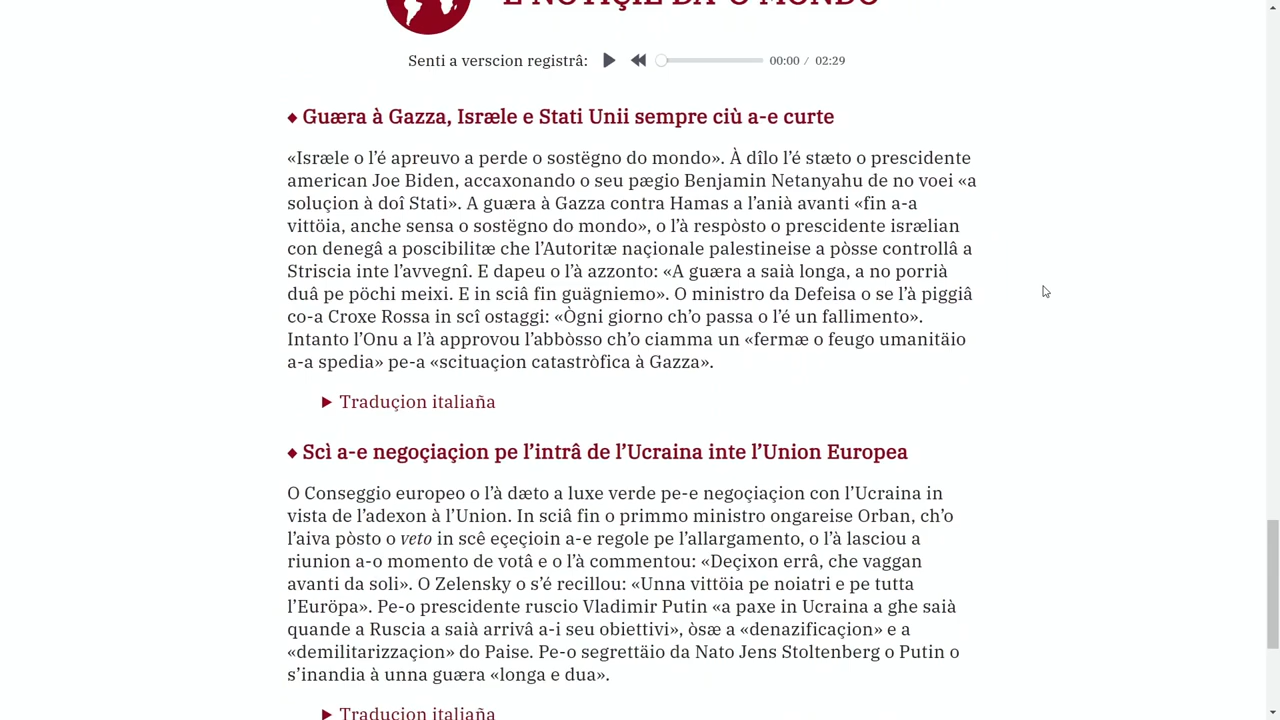 E NOTIÇIE DA-O MONDO
Senti a verscion registrâ: 00:00 / 02:29
◆ Guæra à Gazza, Isræle e Stati Unii sempre ciù a-e curte
«Isræle o l’é apreuvo a perde o sostëgno do mondo». À dîlo l’é stæto o prescidente
american Joe Biden, accaxonando o seu pægio Benjamin Netanyahu de no voei «a
soluçion à doî Stati». A guæra à Gazza contra Hamas a l’anià avanti «fin a-a
vittöia, anche sensa o sostëgno do mondo», o l’à respòsto o prescidente isrælian
con denegâ a poscibilitæ che l’Autoritæ naçionale palestineise a pòsse controllâ a
Striscia inte l’avvegnî. E dapeu o l’à azzonto: «A guæra a saià longa, a no porrià
duâ pe pöchi meixi. E in sciâ fin guägniemo». O ministro da Defeisa o se l’à piggiâ
co-a Croxe Rossa in scî ostaggi: «Ògni giorno ch’o passa o l’é un fallimento».
Intanto l’Onu a l’à approvou l’abbòsso ch’o ciamma un «fermæ o feugo umanitäio
a-a spedia» pe-a «scituaçion catastròfica à Gazza».
▶ Traduçion italiaña
◆ Scì a-e negoçiaçion pe l’intrâ de l’Ucraina inte l’Union Europea
O Conseggio europeo o l’à dæto a luxe verde pe-e negoçiaçion con l’Ucraina in
vista de l’adexon à l’Union. In sciâ fin o primmo ministro ongareise Orban, ch’o
l’aiva pòsto o veto in scê eçeçioin a-e regole pe l’allargamento, o l’à lasciou a
riunion a-o momento de votâ e o l’à commentou: «Deçixon errâ, che vaggan
avanti da soli». O Zelensky o s’é recillou: «Unna vittöia pe noiatri e pe tutta
l’Euröpa». Pe-o prescidente ruscio Vladimir Putin «a paxe in Ucraina a ghe saià
quande a Ruscia a saià arrivâ a-i seu obiettivi», òsæ a «denazificaçion» e a
«demilitarizzaçion» do Paise. Pe-o segrettäio da Nato Jens Stoltenberg o Putin o
s’inandia à unna guæra «longa e dua».
▶ Traduçion italiaña